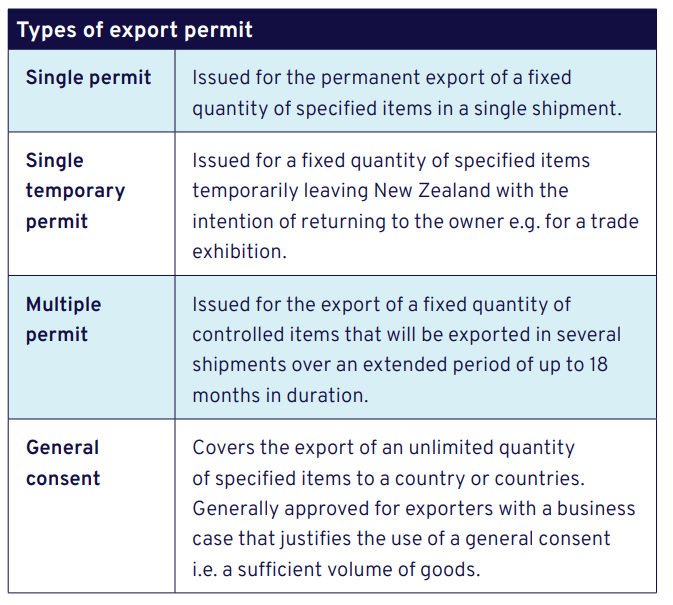 Types of export permit
Single permit
Issued for the permanent export of a fixed
quantity of specified items in a single shipment.
Single
temporary
permit
Issued for a fixed quantity of specified items
temporarily leaving New Zealand with the
intention of returning to the owner e.g. for a trade
exhibition.
Multiple
permit
Issued for the export of a fixed quantity of
controlled items that will be exported in several
shipments over an extended period of up to 18
months in duration.
General
consent
Covers the export of an unlimited quantity
of specified items to a country or countries.
Generally approved for exporters with a business
case that justifies the use of a general consent
i.e. a sufficient volume of goods.